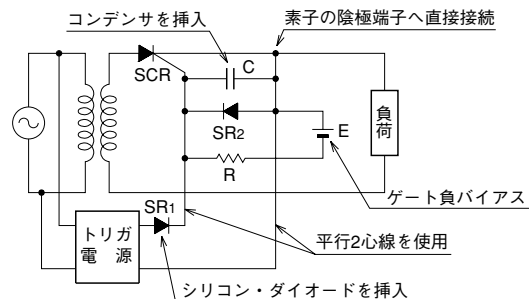 コンデンサを挿入
素子の陰極端子へ直接接続
SCR
C
SR2
E
負荷
R
ゲート負バイアス
SR1
トリガ
電 源
平行2心線を使用
シリコン・ダイオードを挿入